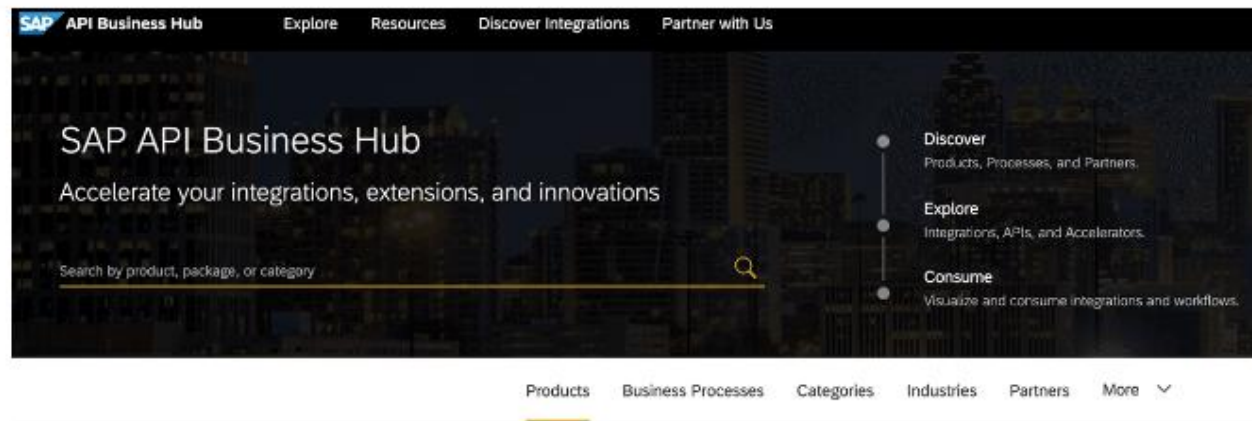 SAP API Business Hub Explore Resources Discover Integrations Partner with Us
SAP API Business Hub
Accelerate your integrations, extensions, and innovations
Search by product, package, or category
Discover
Products, Processes, and Partners.
Explore
Integrations, APIs, and Accelerators.
Consume
Visualize and consume integrations and workflows.
Products Business Processes Categories Industries Partners More